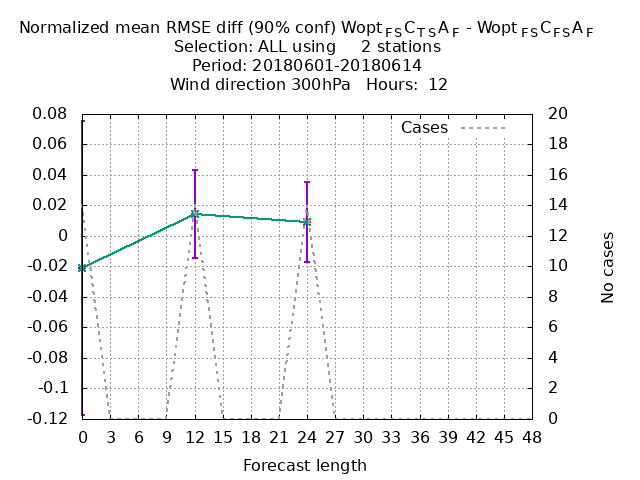 Normalized mean RMSE diff (90% conf) Wopt FS C TS A F - Wopt FS C FS A F
Selection: ALL using 2 stations
Period: 20180601-20180614
Wind direction 300hPa Hours: 12
Cases
0.08
0.06
0.04
0.02
0
-0.02
-0.04
-0.06
-0.08
-0.1
-0.12
20
18
16
14
12
10
8
6
4
2
0
No cases
0 3 6 9 12 15 18 21 24 27 30 33 36 39 42 45 48
Forecast length